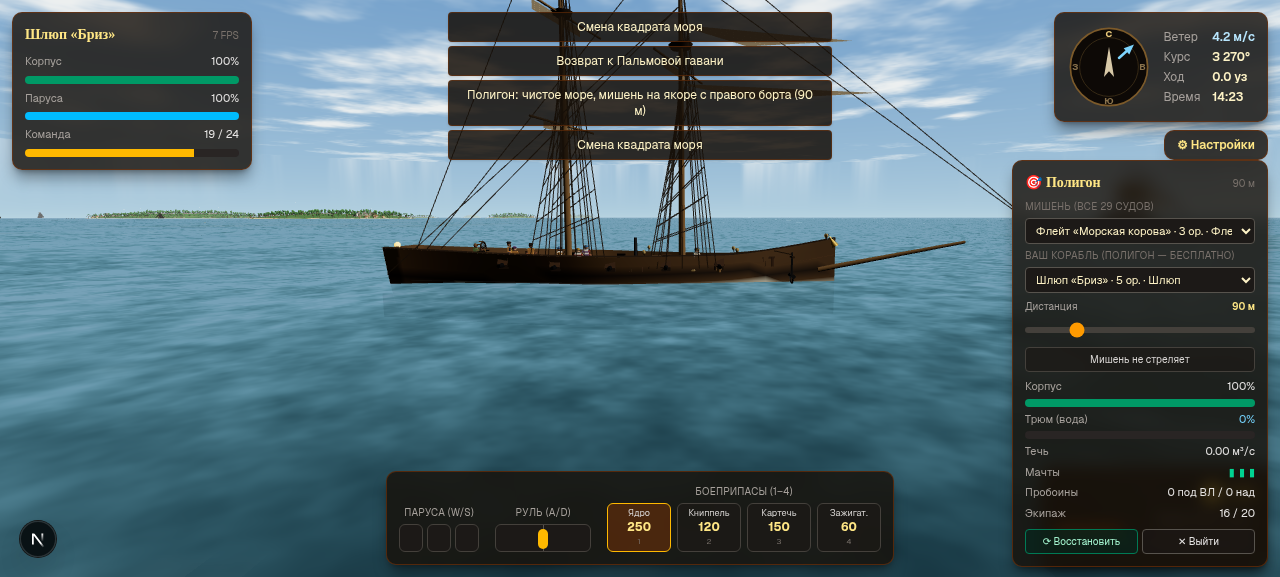 Шлюп «Бриз»
7 FPS
Корпус
100%
Паруса
100%
Команда
19 / 24
Смена квадрата моря
Возврат к Пальмовой гавани
Полигон: чистое море, мишень на якоре с правого борта (90
м)
Смена квадрата моря
С
З
В
Ю
Ветер 4.2 м/с
Курс З 270°
Ход 0.0 уз
Время 14:23
⚙ Настройки
🎯 Полигон
90 м
МИШЕНЬ (ВСЕ 29 СУДОВ)
Флейт «Морская корова» · 3 ор. · Фле
ВАШ КОРАБЛЬ (ПОЛИГОН — БЕСПЛАТНО)
Шлюп «Бриз» · 5 ор. · Шлюп
Дистанция 90 м
Мишень не стреляет
Корпус 100%
Трюм (вода) 0%
Течь 0.00 м³/с
Мачты
Пробоины 0 под ВЛ / 0 над
Экипаж 16 / 20
⟳ Восстановить
✕ Выйти
ПАРУСА (W/S)
РУЛЬ (A/D)
БОЕПРИПАСЫ (1–4)
Ядро
250
1
Книппель
120
2
Картечь
150
3
Зажигат.
60
4
N